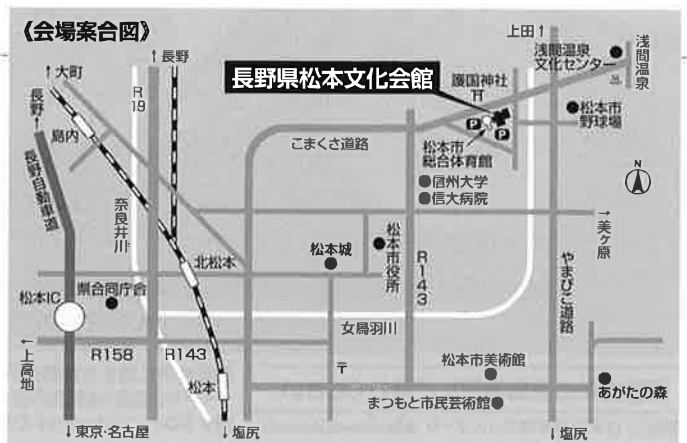 《会場案合図》
↑長野
上田↑
浅間温泉
文化センター
浅間温泉
↑大町
R19
長野県松本文化会館
護国神社
長野↑
島内
松本市
野球場
こまくさ道路
P
P
松本市
総合体育館
長野自動車道
N
信州大学
信大病院
奈良井川
→美ヶ原
北松本
松本城
松本市役所
R143
やまびこ道路
県合同庁舎
松本IC
女鳥羽川
←上高地
R158
R143
〒
松本市美術館
松本
あがたの森
まつもと市民芸術館
↓東京・名古屋
↓塩尻
↓塩尻